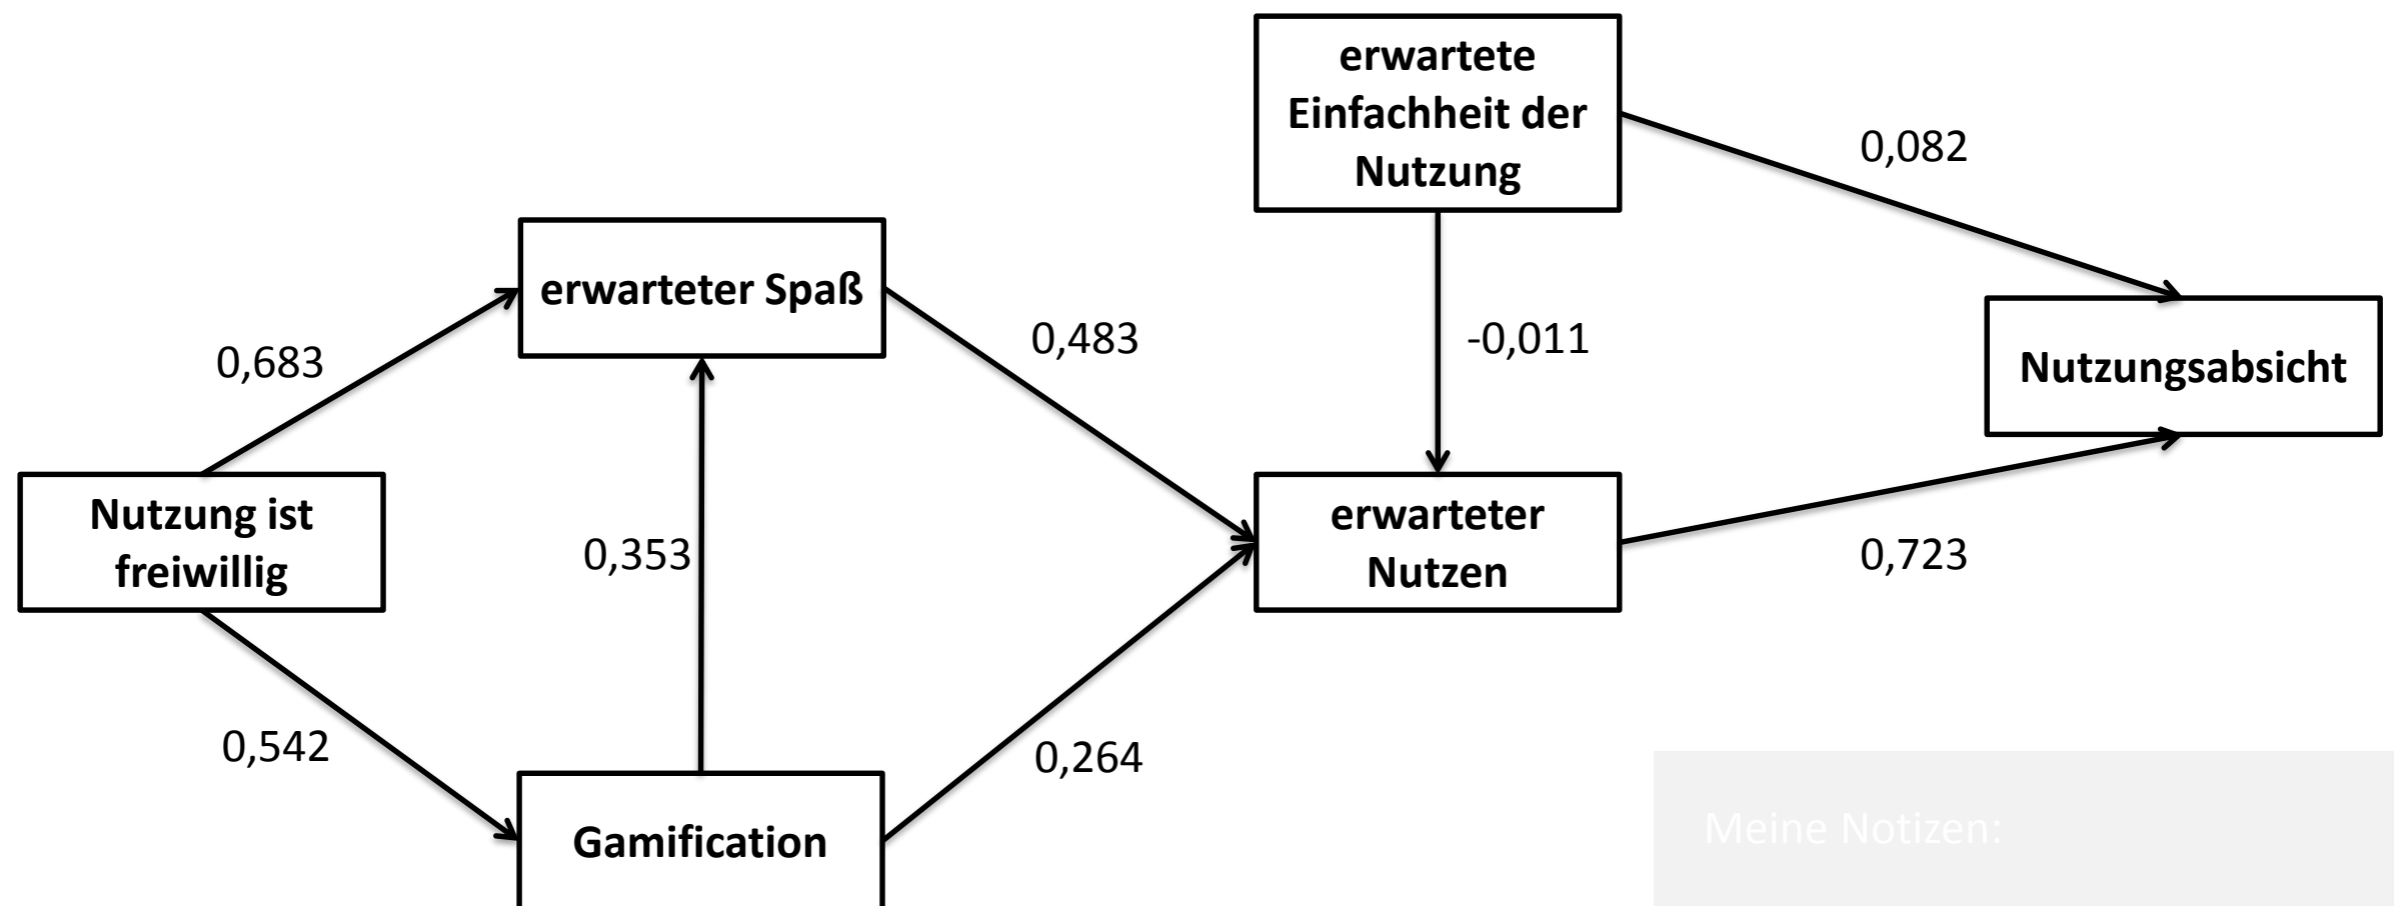 erwartete
Einfachheit der
Nutzung
0,082
erwarteter Spaß
0,483
-0,011
0,683
Nutzungsabsicht
Nutzung ist
freiwillig
0,353
erwarteter
Nutzen
0,723
0,542
0,264
Gamification
Meine Notizen: